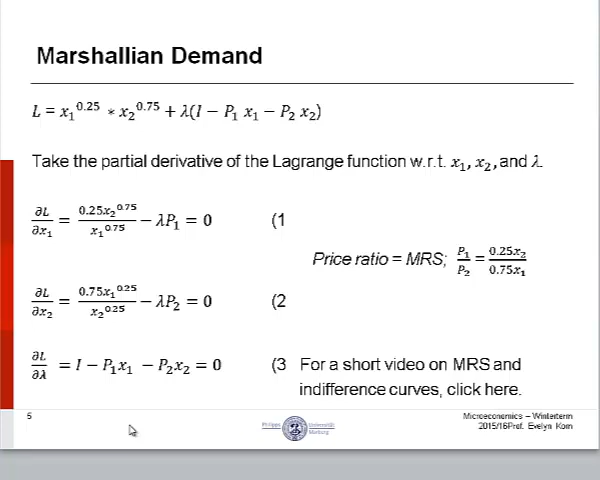 Marshallian Demand
L = x₁^0.25 * x₂^0.75 + λ(I − P₁ x₁ − P₂ x₂)
Take the partial derivative of the Lagrange function w.r.t. x₁, x₂, and λ.
∂L/∂x₁ = 0.25x₂^0.75/x₁^0.75 − λP₁ = 0 (1
Price ratio = MRS; P₁/P₂ = 0.25x₂/0.75x₁
∂L/∂x₂ = 0.75x₁^0.25/x₂^0.25 − λP₂ = 0 (2
∂L/∂λ = I − P₁x₁ − P₂x₂ = 0 (3 For a short video on MRS and
indifference curves, click here.
5
Philipps Universität
Marburg
Microeconomics – Winterterm
2015/16Prof. Evelyn Korn